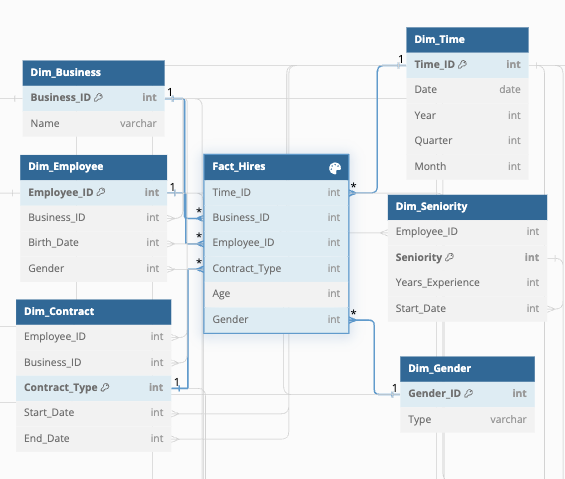 Dim_Business
Business_ID int
Name varchar
Dim_Employee
Employee_ID int
Business_ID int
Birth_Date int
Gender int
Dim_Contract
Employee_ID int
Business_ID int
Contract_Type int
Start_Date int
End_Date int
Fact_Hires
Time_ID int
Business_ID int
Employee_ID int
Contract_Type int
Age int
Gender int
Dim_Time
Time_ID int
Date date
Year int
Quarter int
Month int
Dim_Seniority
Employee_ID int
Seniority int
Years_Experience int
Start_Date int
Dim_Gender
Gender_ID int
Type varchar
1
1
1
1
1
*
*
*
*
*